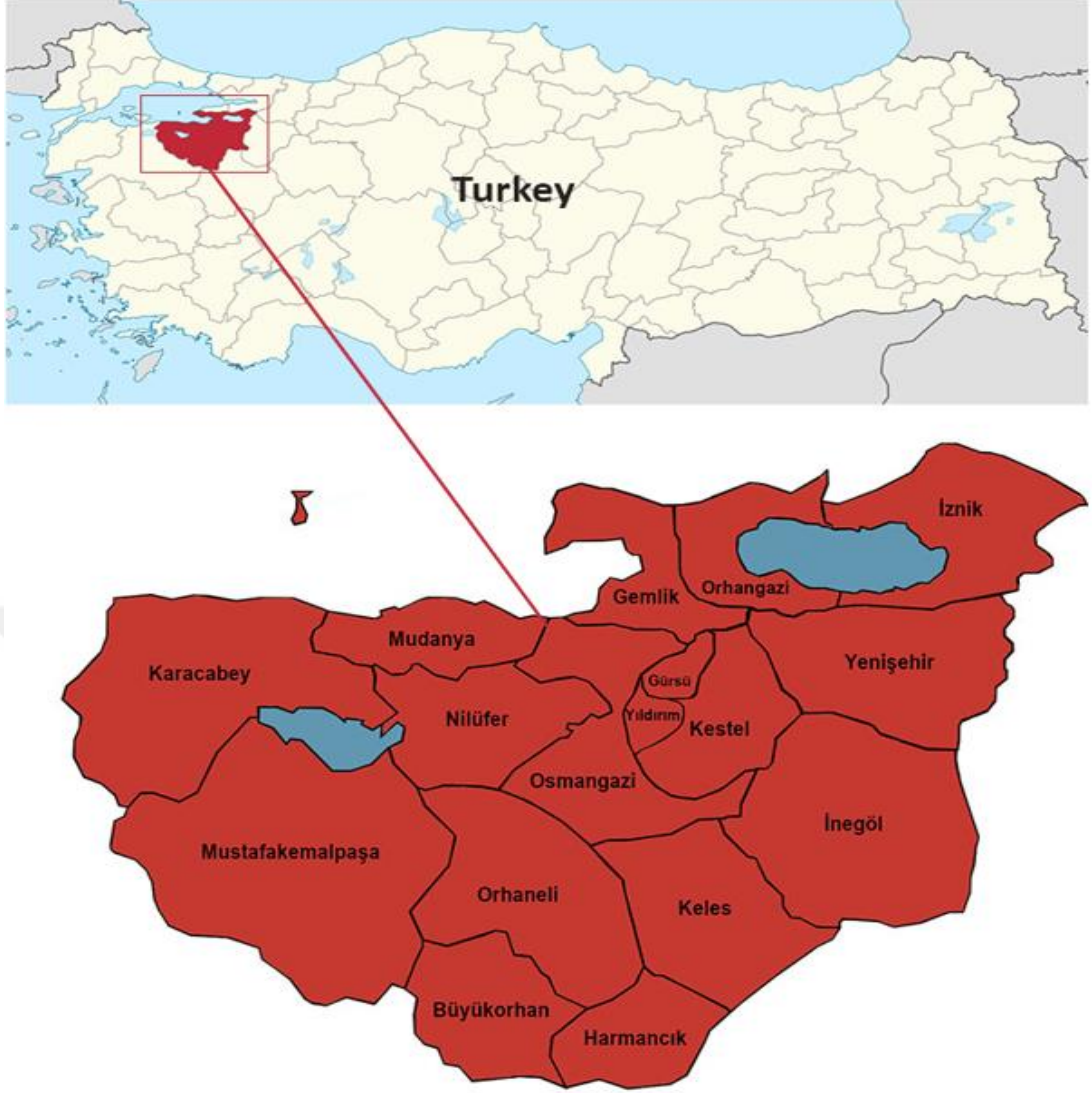 Turkey
İznik
Orhangazi
Gemlik
Mudanya
Yenişehir
Karacabey
Gürsü
Nilüfer
Yıldırım
Kestel
Osmangazi
İnegöl
Mustafakemalpaşa
Orhaneli
Keles
Büyükorhan
Harmancık